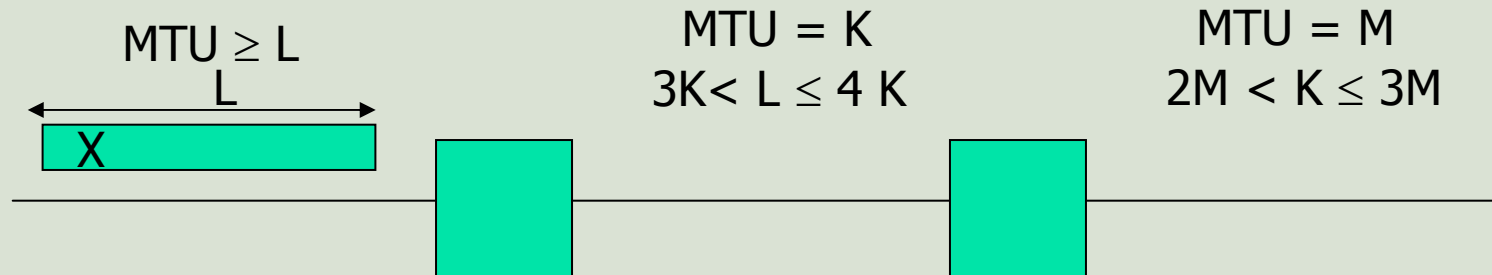 MTU ≥ L
L
X
MTU = K
3K< L ≤ 4 K
MTU = M
2M < K ≤ 3M